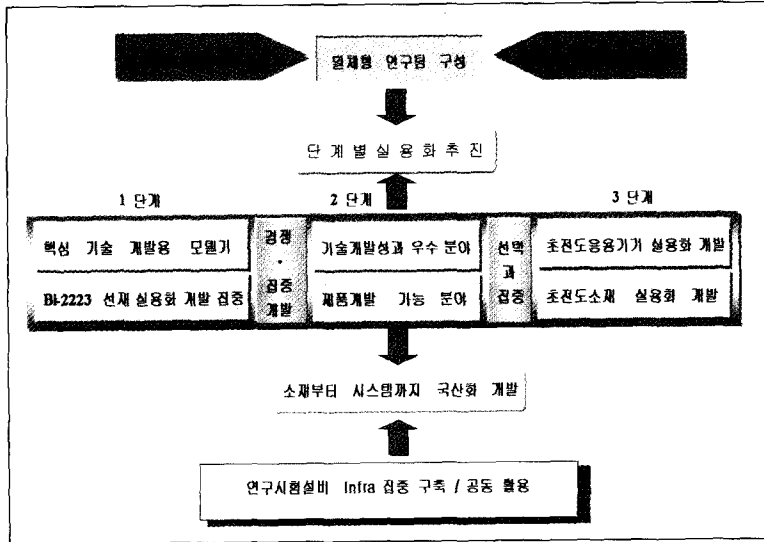 연구팀 구성
단 계 별 실 용 화 추 진
1 단계
2 단계
3 단계
핵심 기술 개발용 모델기
경쟁
·
집중
개발
기술개발성과 우수 분야
선택
과
집중
초전도응용기기 실용화 개발
Bi-2223 선재 실용화 개발 집중
제품개발 가능 분야
초전도소재 실용화 개발
소재부터 시스템까지 국산화 개발
연구시험설비 Infra 집중 구축 / 공동 활용